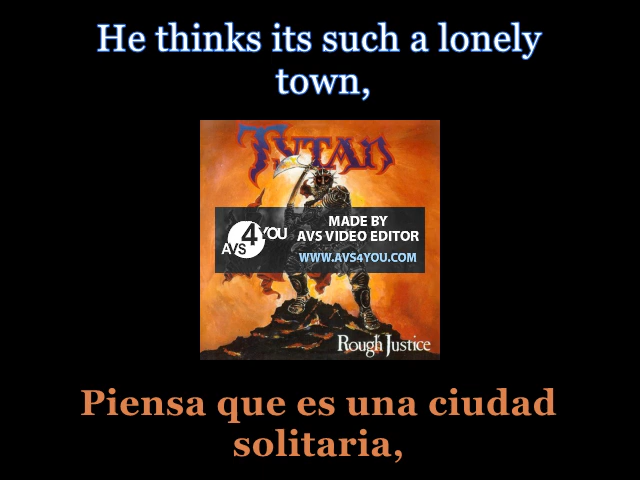 He thinks its such a lonely
town,
Tytan
AVS4YOU
MADE BY
AVS VIDEO EDITOR
WWW.AVS4YOU.COM
Rough Justice
Piensa que es una ciudad
solitaria,